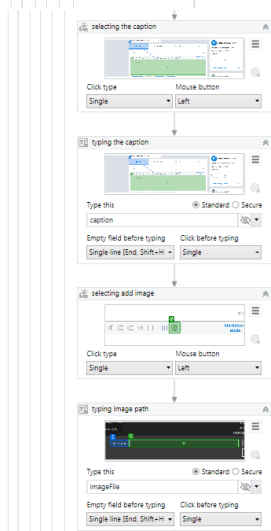 selecting the caption
Click type Mouse button
Single Left
typing the caption
Type this Standard Secure
caption
Empty field before typing Click before typing
Single line [End, Shift+H Single
selecting add image
Click type Mouse button
Single Left
typing image path
Type this Standard Secure
imageFile
Empty field before typing Click before typing
Single line [End, Shift+H Single